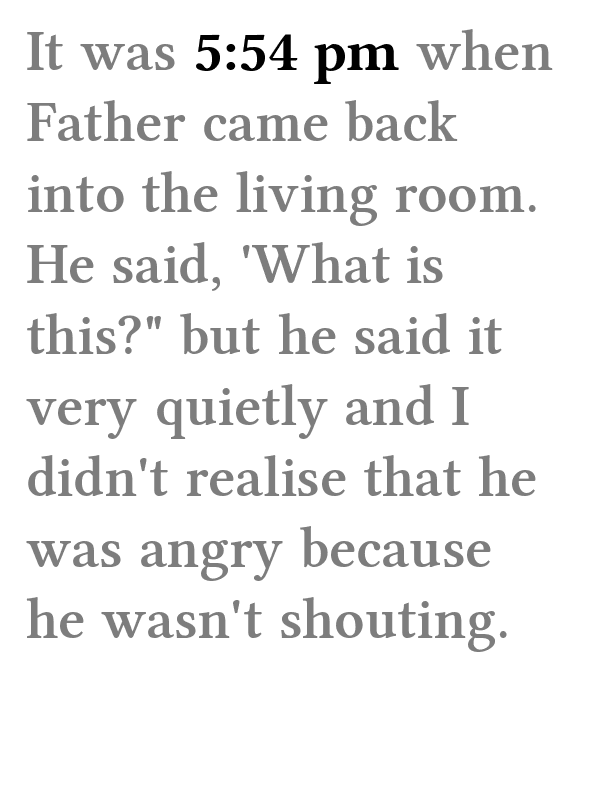 It was 5:54 pm when
Father came back
into the living room.
He said, 'What is
this?" but he said it
very quietly and I
didn't realise that he
was angry because
he wasn't shouting.